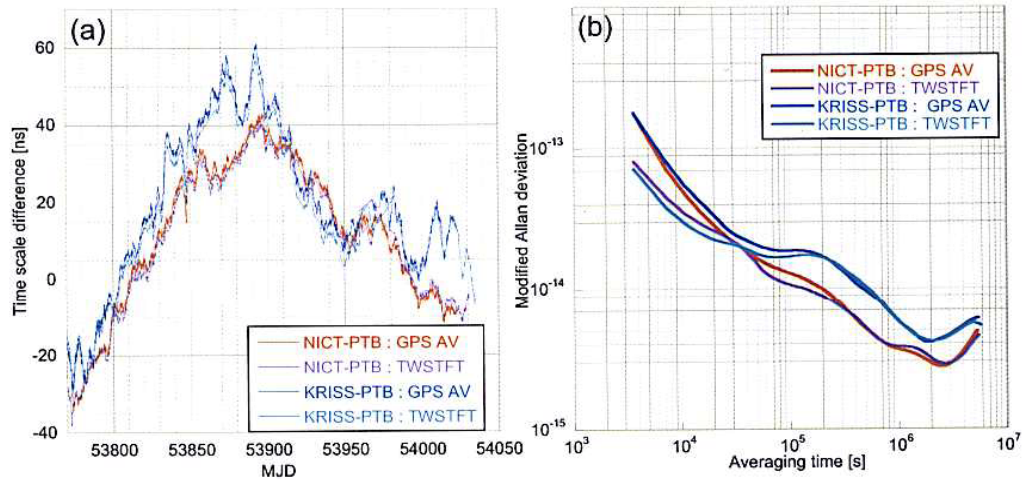 (a)
Time scale difference [ns]
60
40
20
0
-20
-40
53800
53850
53900
53950
54000
54050
MJD
NICT-PTB : GPS AV
NICT-PTB : TWSTFT
KRISS-PTB : GPS AV
KRISS-PTB : TWSTFT
(b)
Modified Allan deviation
10-13
10-14
10-15
10³
10⁴
10⁵
10⁶
10⁷
Averaging time [s]
NICT-PTB : GPS AV
NICT-PTB : TWSTFT
KRISS-PTB : GPS AV
KRISS-PTB : TWSTFT